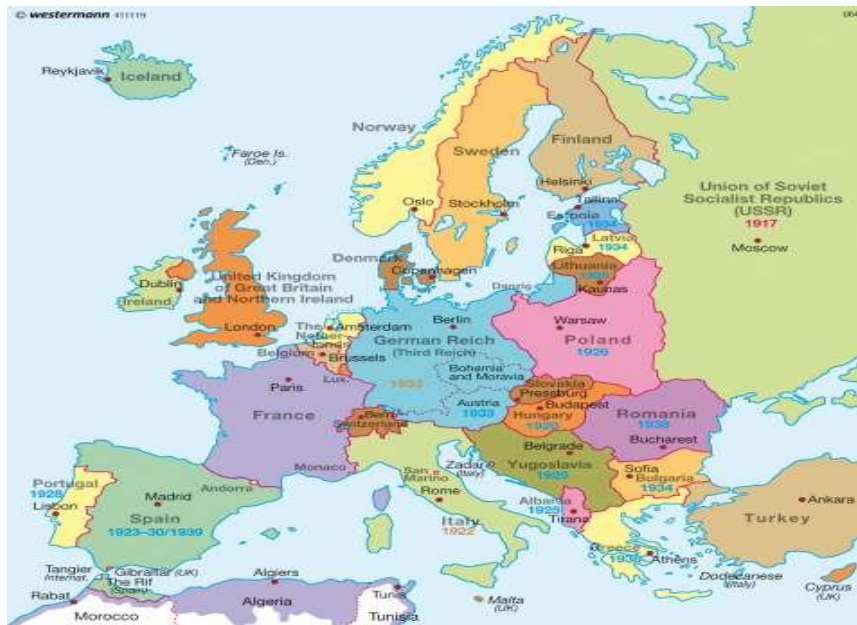 © westermann 411119
Reykjavik
Iceland
Norway
Faroe Is.
(Den.)
Sweden
Finland
Helsinki
Oslo
Stockholm
Tallinn
Estonia
1934
Union of Soviet
Socialist Republics
(USSR)
1917
Moscow
Riga
Latvia
1934
Denmark
Copenhagen
Lithuania
Kaunas
Danzig
Dublin
Ireland
United Kingdom
of Great Britain
and Northern Ireland
London
The
Nether-
lands
Amsterdam
Belgium
Brussels
Lux.
Berlin
German Reich
(Third Reich)
1933
Bohemia
and Moravia
Warsaw
Poland
1926
Slovakia
Pressburg
Austria
1933
Budapest
Hungary
1920
Paris
France
Bern
Switzerland
Romania
1938
Bucharest
Belgrade
Yugoslavia
1929
Monaco
San
Marino
Zadar
(Italy)
Sofia
Bulgaria
1934
Andorra
Portugal
1928
Lisbon
Madrid
Spain
1923–30/1939
Rome
Italy
1922
Albania
1925
Tirana
Ankara
Turkey
Greece
Athens
Tangier
(Internat.)
Gibraltar (UK)
The Rif
(Spain)
Rabat
Morocco
Algiers
Algeria
Tunis
Tunisia
Malta
(UK)
Dodecanese
(Italy)
Cyprus
(UK)